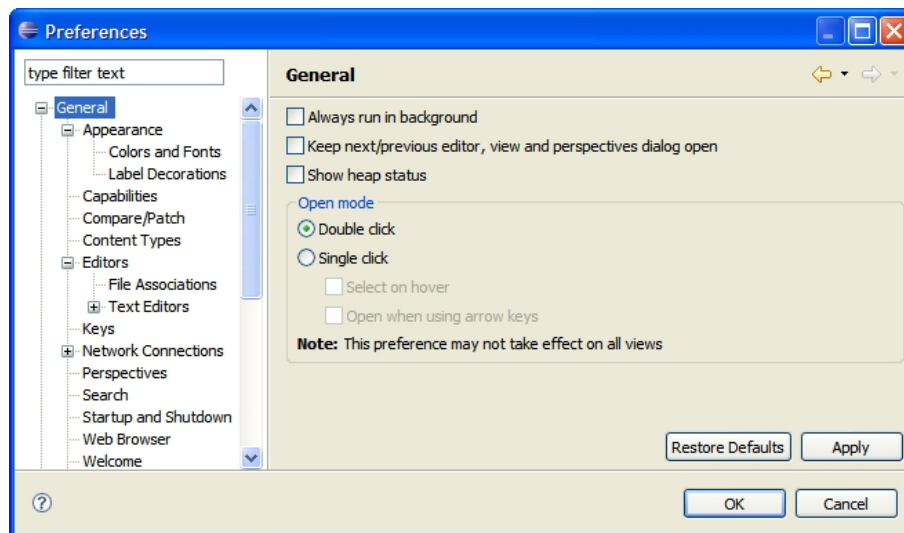 Preferences
type filter text
General
Appearance
Colors and Fonts
Label Decorations
Capabilities
Compare/Patch
Content Types
Editors
File Associations
Text Editors
Keys
Network Connections
Perspectives
Search
Startup and Shutdown
Web Browser
Welcome
General
Always run in background
Keep next/previous editor, view and perspectives dialog open
Show heap status
Open mode
Double click
Single click
Select on hover
Open when using arrow keys
Note: This preference may not take effect on all views
Restore Defaults Apply
? OK Cancel